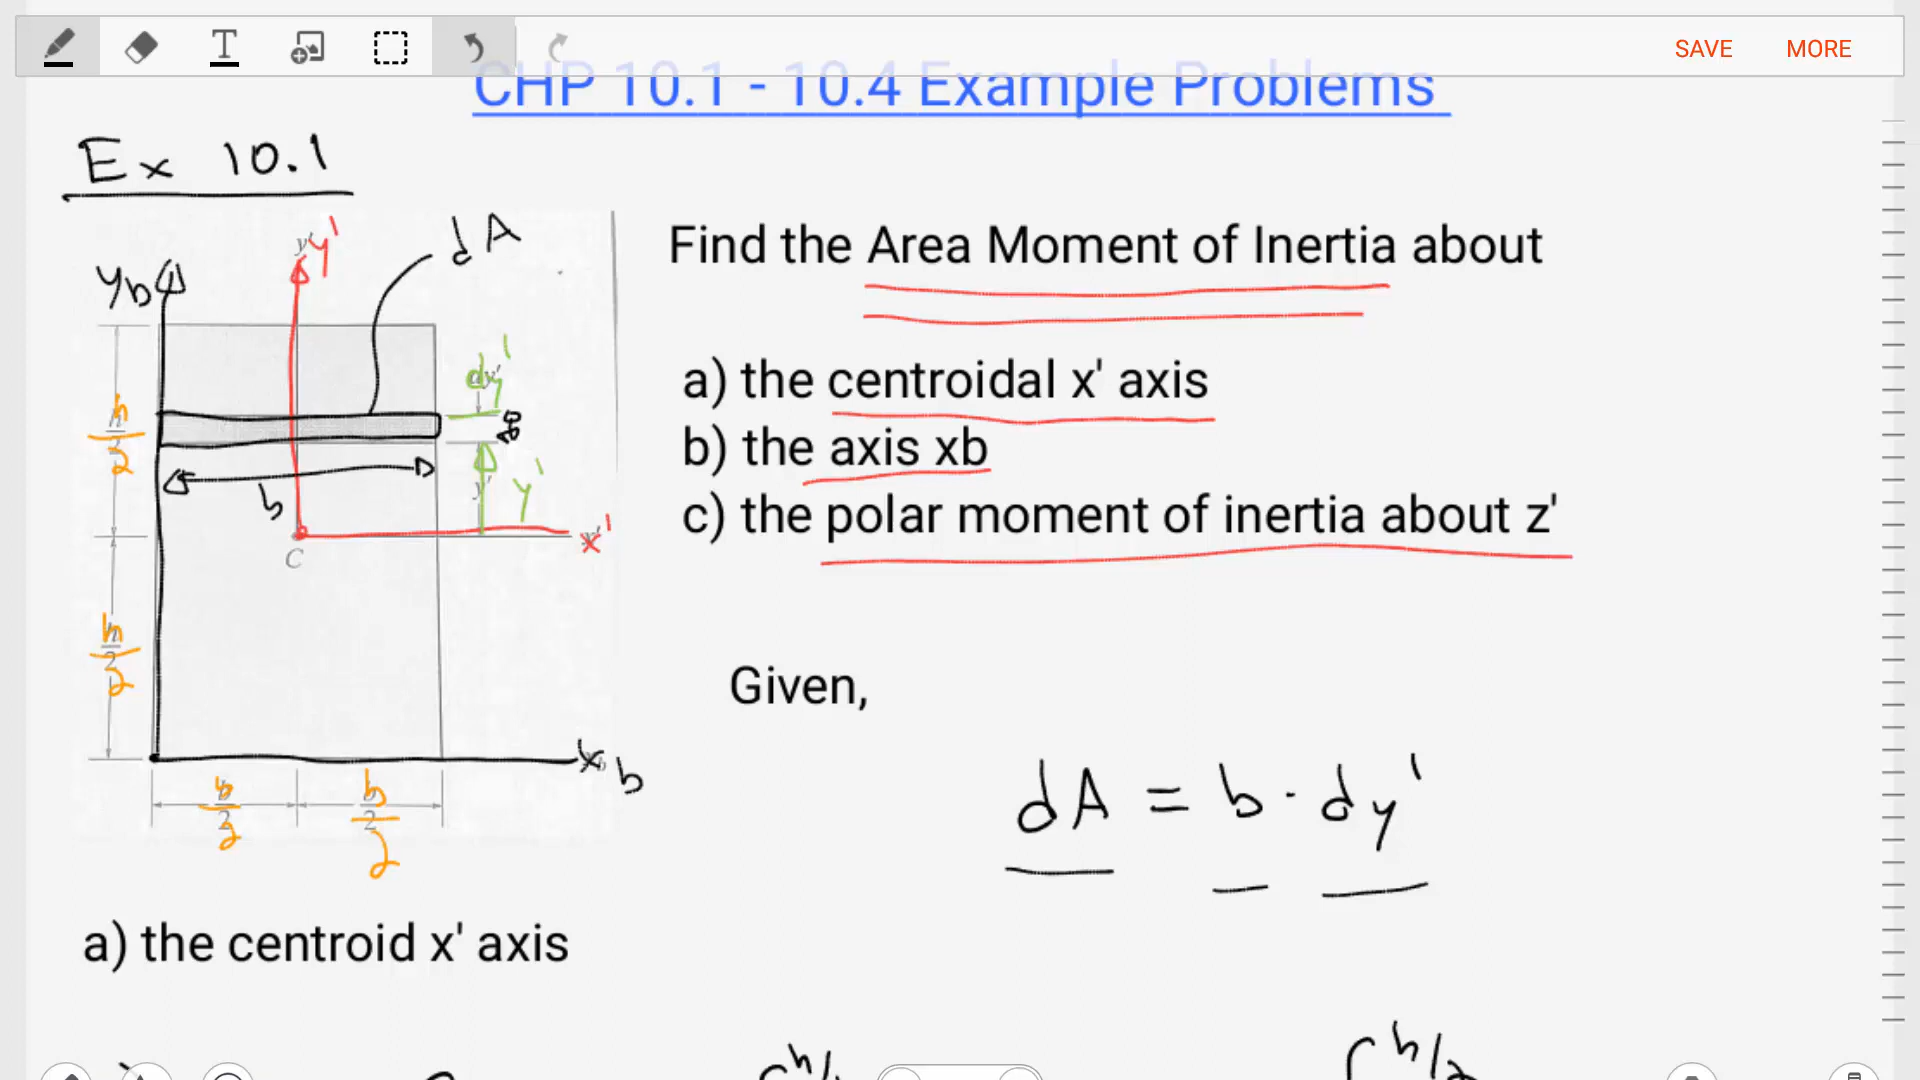 SAVE MORE
CHP 10.1 - 10.4 Example Problems
Ex 10.1
Find the Area Moment of Inertia about
a) the centroidal x' axis
b) the axis xb
c) the polar moment of inertia about z'
y' y'
dA
yb
dy'
h/2
b
y'
x'
C
h/2
xb
b/2 b/2
Given,
dA = b · dy'
a) the centroid x' axis
h/2